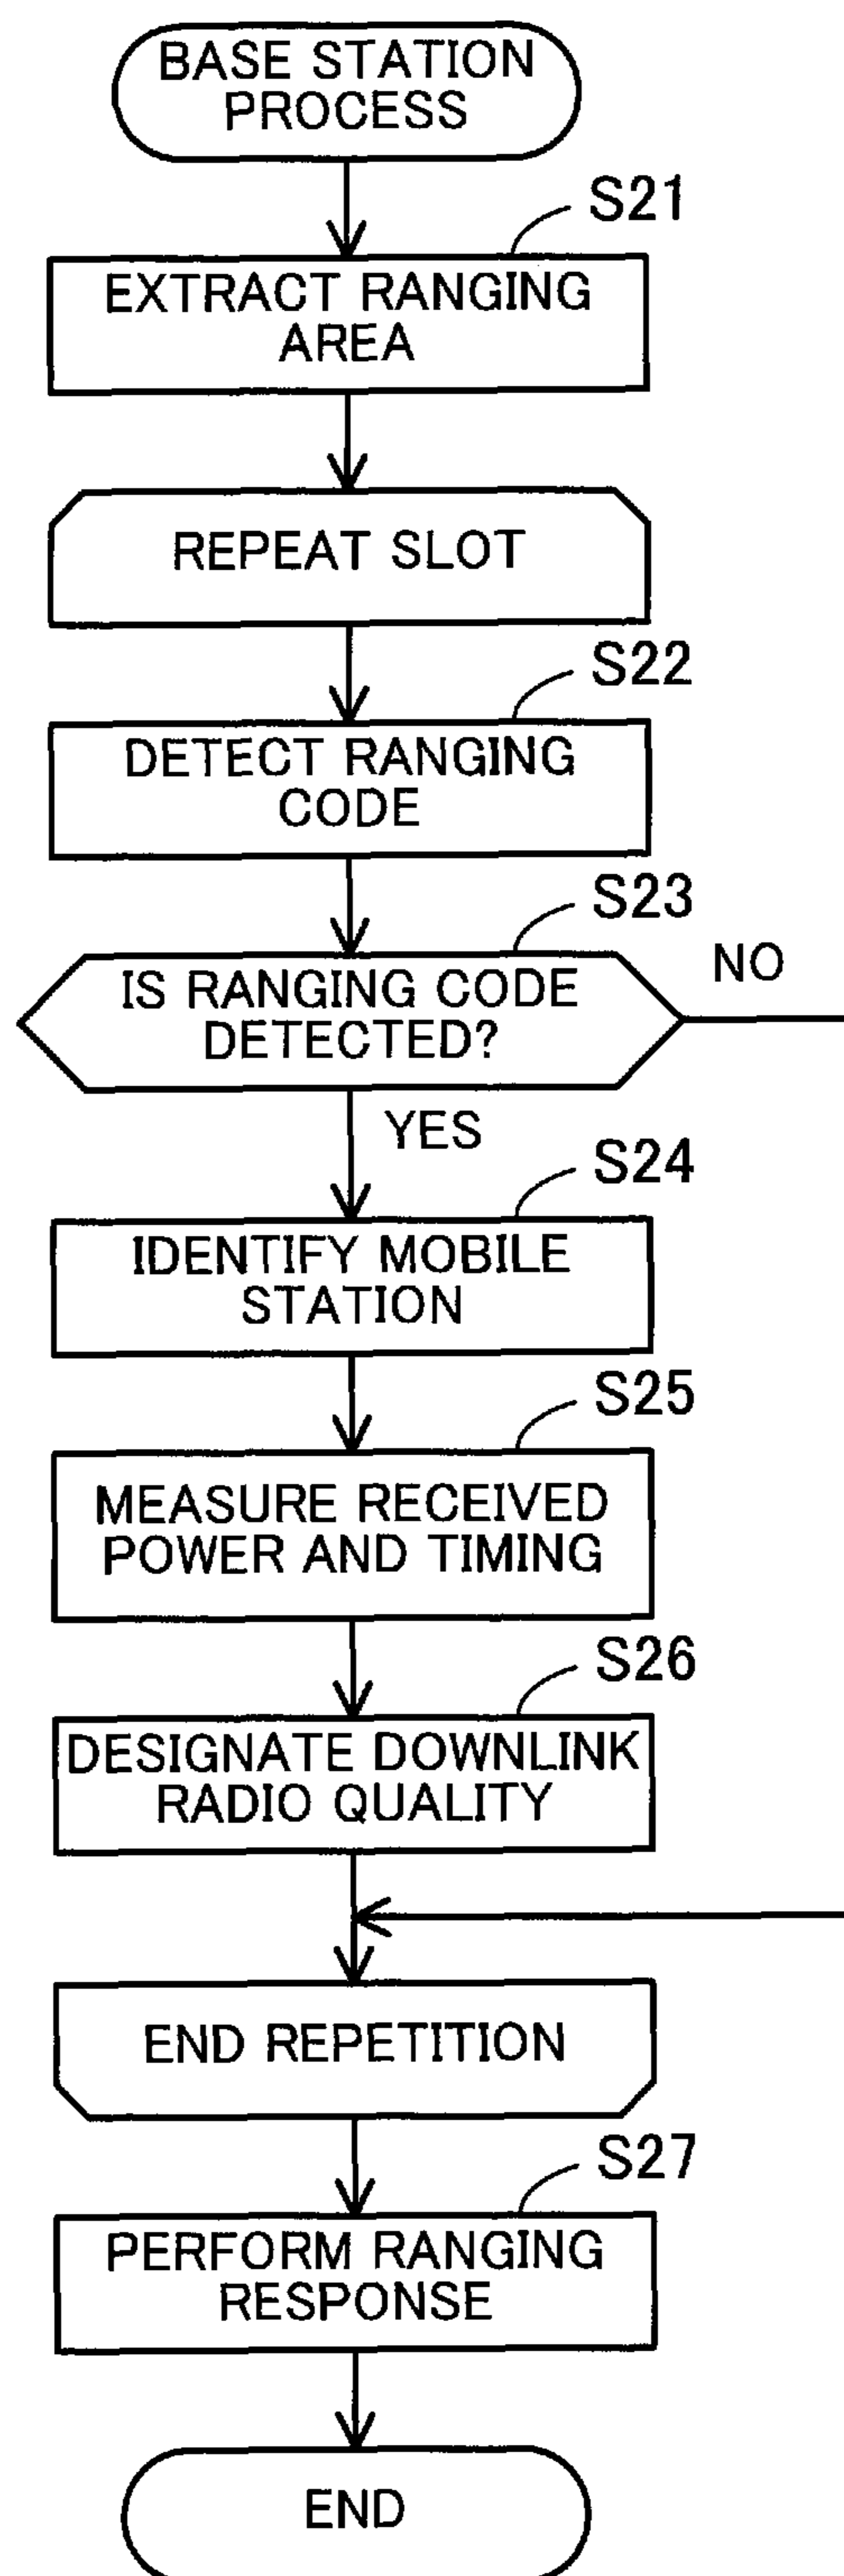 BASE STATION
PROCESS
S21
EXTRACT RANGING
AREA
REPEAT SLOT
S22
DETECT RANGING
CODE
S23
IS RANGING CODE
DETECTED?
NO
YES
S24
IDENTIFY MOBILE
STATION
S25
MEASURE RECEIVED
POWER AND TIMING
S26
DESIGNATE DOWNLINK
RADIO QUALITY
END REPETITION
S27
PERFORM RANGING
RESPONSE
END